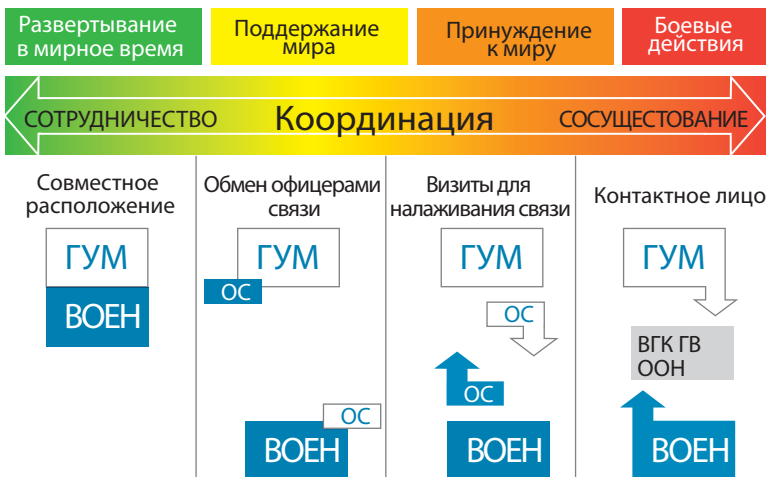 Развертывание
в мирное время
Поддержание
мира
Принуждение
к миру
Боевые
действия
СОТРУДНИЧЕСТВО
Координация
СОСУЩЕСТОВАНИЕ
Совместное
расположение
ГУМ
ВОЕН
Обмен офицерами
связи
ГУМ
ОС
ОС
ВОЕН
Визиты для
налаживания связи
ГУМ
ОС
ОС
ВОЕН
Контактное лицо
ГУМ
ВГК ГВ
ООН
ВОЕН